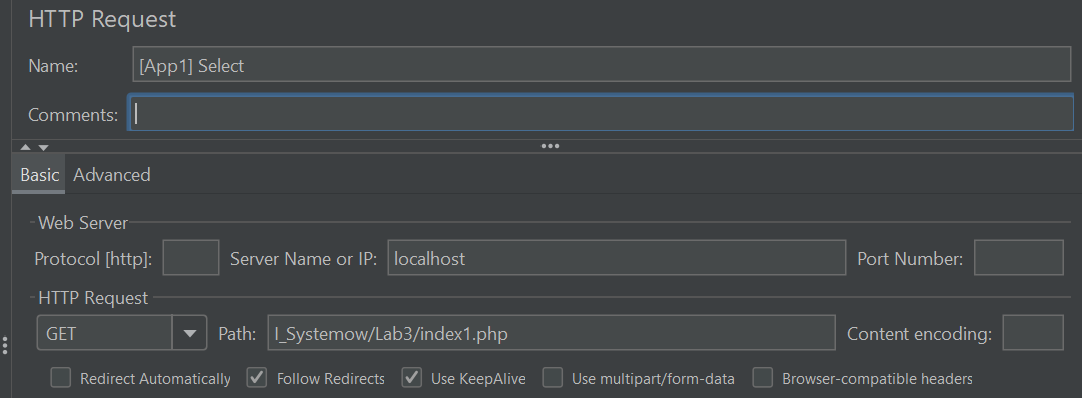 HTTP Request
Name: [App1] Select
Comments:
Basic Advanced
Web Server
Protocol [http]: Server Name or IP: localhost Port Number:
HTTP Request
GET Path: I_Systemow/Lab3/index1.php Content encoding:
Redirect Automatically Follow Redirects Use KeepAlive Use multipart/form-data Browser-compatible headers